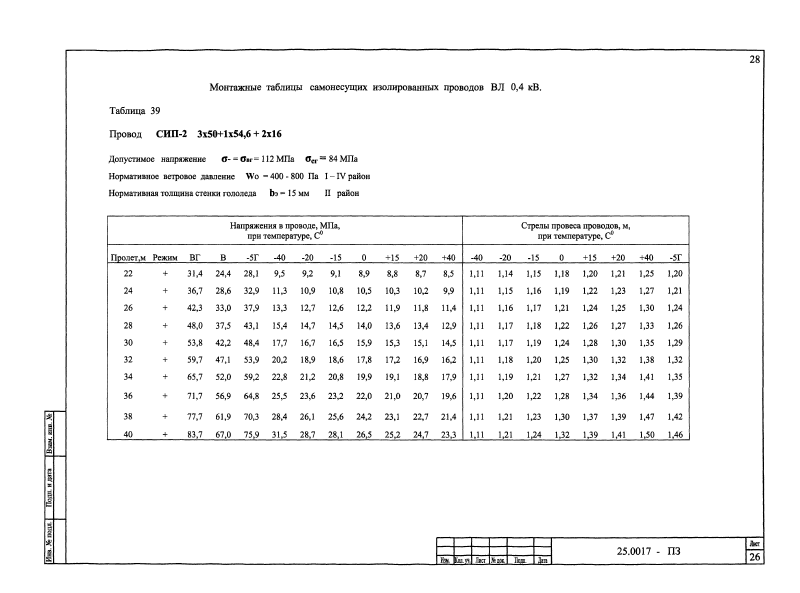 28
Монтажные таблицы самонесущих изолированных проводов ВЛ 0,4 кВ.
Таблица 39
Провод СИП-2 3х50+1х54,6 + 2х16
Допустимое напряжение σ- = σвг = 112 МПа σсг = 84 МПа
Нормативное ветровое давление Wо = 400 - 800 Па I – IV район
Нормативная толщина стенки гололеда bэ = 15 мм II район
Напряжения в проводе, МПа, Стрелы провеса проводов, м,
при температуре, С⁰ при температуре, С⁰
Пролет,м Режим ВГ В -5Г -40 -20 -15 0 +15 +20 +40 -40 -20 -15 0 +15 +20 +40 -5Г
22 + 31,4 24,4 28,1 9,5 9,2 9,1 8,9 8,8 8,7 8,5 1,11 1,14 1,15 1,18 1,20 1,21 1,25 1,20
24 + 36,7 28,6 32,9 11,3 10,9 10,8 10,5 10,3 10,2 9,9 1,11 1,15 1,16 1,19 1,22 1,23 1,27 1,21
26 + 42,3 33,0 37,9 13,3 12,7 12,6 12,2 11,9 11,8 11,4 1,11 1,16 1,17 1,21 1,24 1,25 1,30 1,24
28 + 48,0 37,5 43,1 15,4 14,7 14,5 14,0 13,6 13,4 12,9 1,11 1,17 1,18 1,22 1,26 1,27 1,33 1,26
30 + 53,8 42,2 48,4 17,7 16,7 16,5 15,9 15,3 15,1 14,5 1,11 1,17 1,19 1,24 1,28 1,30 1,35 1,29
32 + 59,7 47,1 53,9 20,2 18,9 18,6 17,8 17,2 16,9 16,2 1,11 1,18 1,20 1,25 1,30 1,32 1,38 1,32
34 + 65,7 52,0 59,2 22,8 21,2 20,8 19,9 19,1 18,8 17,9 1,11 1,19 1,21 1,27 1,32 1,34 1,41 1,35
36 + 71,7 56,9 64,8 25,5 23,6 23,2 22,0 21,0 20,7 19,6 1,11 1,20 1,22 1,28 1,34 1,36 1,44 1,39
38 + 77,7 61,9 70,3 28,4 26,1 25,6 24,2 23,1 22,7 21,4 1,11 1,21 1,23 1,30 1,37 1,39 1,47 1,42
40 + 83,7 67,0 75,9 31,5 28,7 28,1 26,5 25,2 24,7 23,3 1,11 1,21 1,24 1,32 1,39 1,41 1,50 1,46
Взам. инв. №
Подп. и дата
Инв. № подл.
Изм. Кол. уч. Лист № док. Подп. Дата
25.0017 - ПЗ
Лист
26